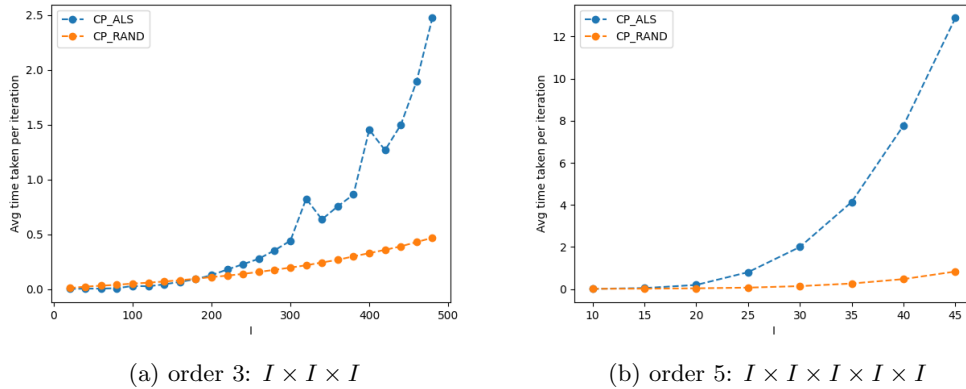 CP_ALS
CP_RAND
2.5
2.0
1.5
1.0
0.5
0.0
Avg time taken per iteration
0 100 200 300 400 500
I
(a) order 3: I × I × I
CP_ALS
CP_RAND
12
10
8
6
4
2
0
Avg time taken per iteration
10 15 20 25 30 35 40 45
I
(b) order 5: I × I × I × I × I